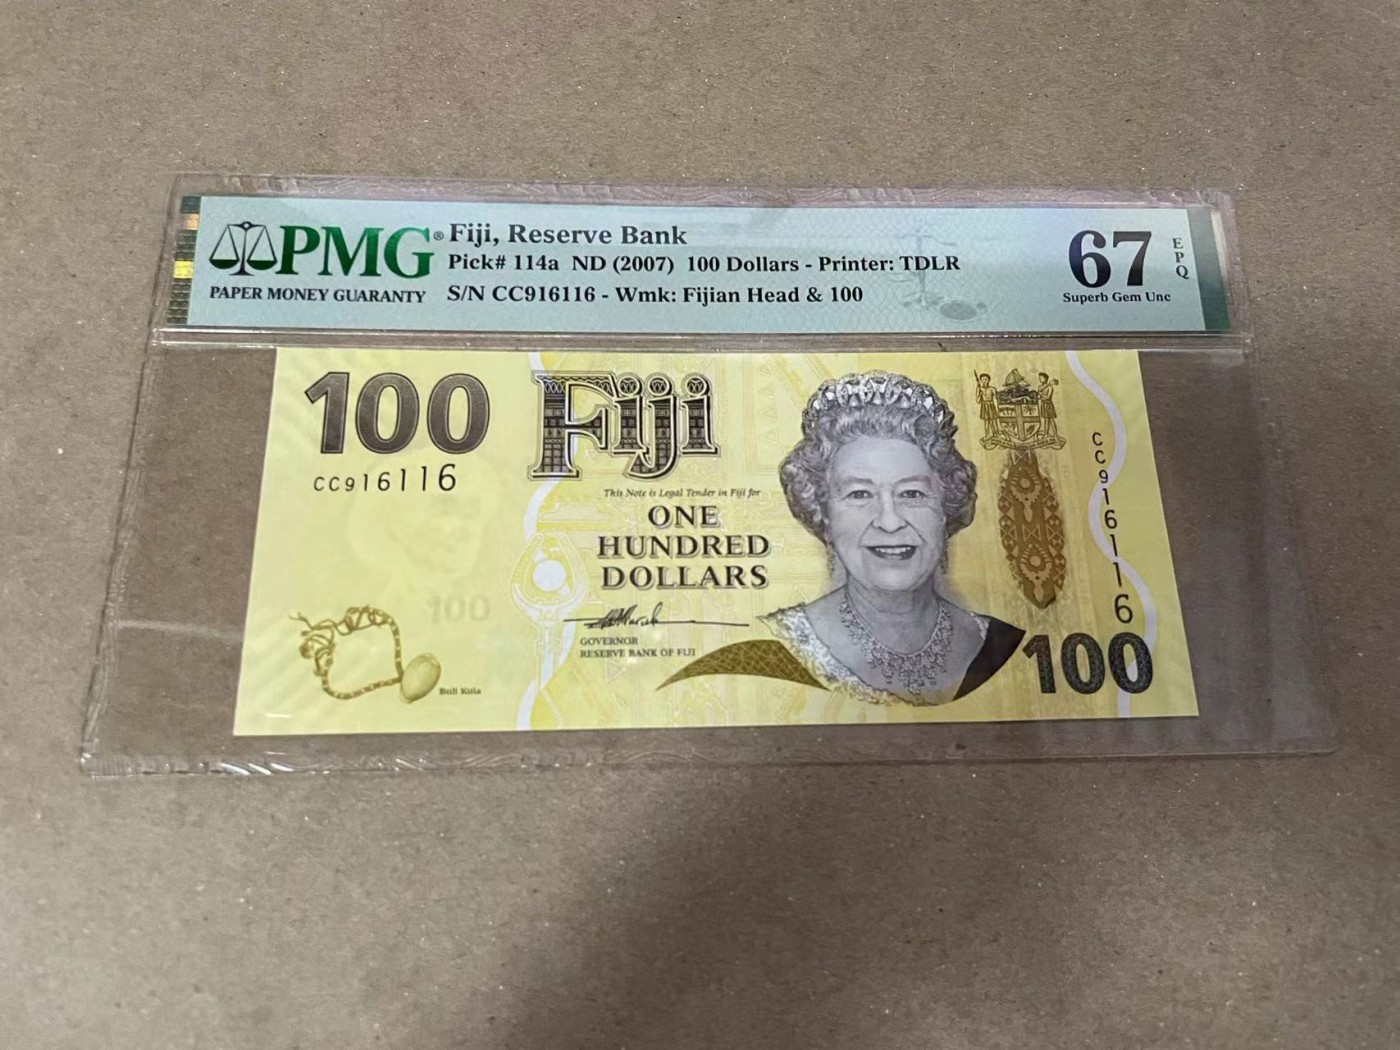 PMG®
PAPER MONEY GUARANTY
Fiji, Reserve Bank
Pick# 114a ND (2007) 100 Dollars - Printer: TDLR
S/N CC916116 - Wmk: Fijian Head & 100
67 EPQ
Superb Gem Unc
100
CC916116
Fiji
This Note is Legal Tender in Fiji for
ONE
HUNDRED
DOLLARS
GOVERNOR
RESERVE BANK OF FIJI
100
Buli Kula
CC916116
100